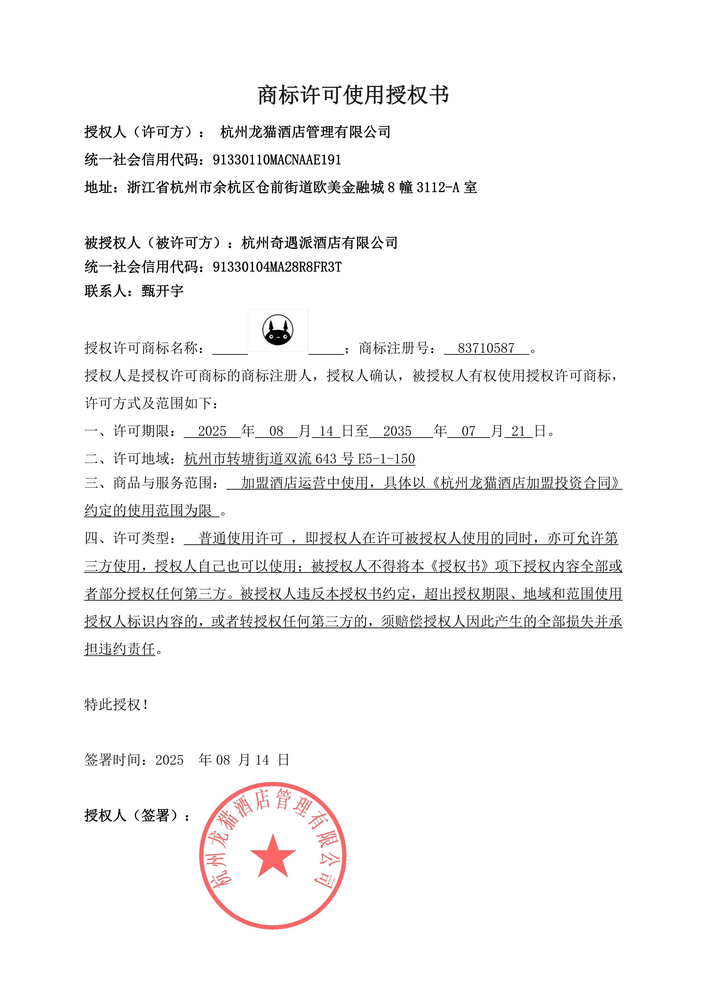 商标许可使用授权书
授权人（许可方）： 杭州龙猫酒店管理有限公司
统一社会信用代码：91330110MACNAAE191
地址：浙江省杭州市余杭区仓前街道欧美金融城8幢3112-A室
被授权人（被许可方）：杭州奇遇派酒店有限公司
统一社会信用代码：91330104MA28R8FR3T
联系人：甄开宇
授权许可商标名称： ；商标注册号： 83710587 。
授权人是授权许可商标的商标注册人，授权人确认，被授权人有权使用授权许可商标，
许可方式及范围如下：
一、许可期限： 2025 年 08 月 14 日至 2035 年 07 月 21 日。
二、许可地域：杭州市转塘街道双流643号E5-1-150
三、商品与服务范围： 加盟酒店运营中使用，具体以《杭州龙猫酒店加盟投资合同》
约定的使用范围为限 。
四、许可类型： 普通使用许可 ，即授权人在许可被授权人使用的同时，亦可允许第
三方使用，授权人自己也可以使用；被授权人不得将本《授权书》项下授权内容全部或
者部分授权任何第三方。被授权人违反本授权书约定，超出授权期限、地域和范围使用
授权人标识内容的，或者转授权任何第三方的，须赔偿授权人因此产生的全部损失并承
担违约责任。
特此授权！
签署时间：2025 年08 月14 日
授权人（签署）：
杭州龙猫酒店管理有限公司